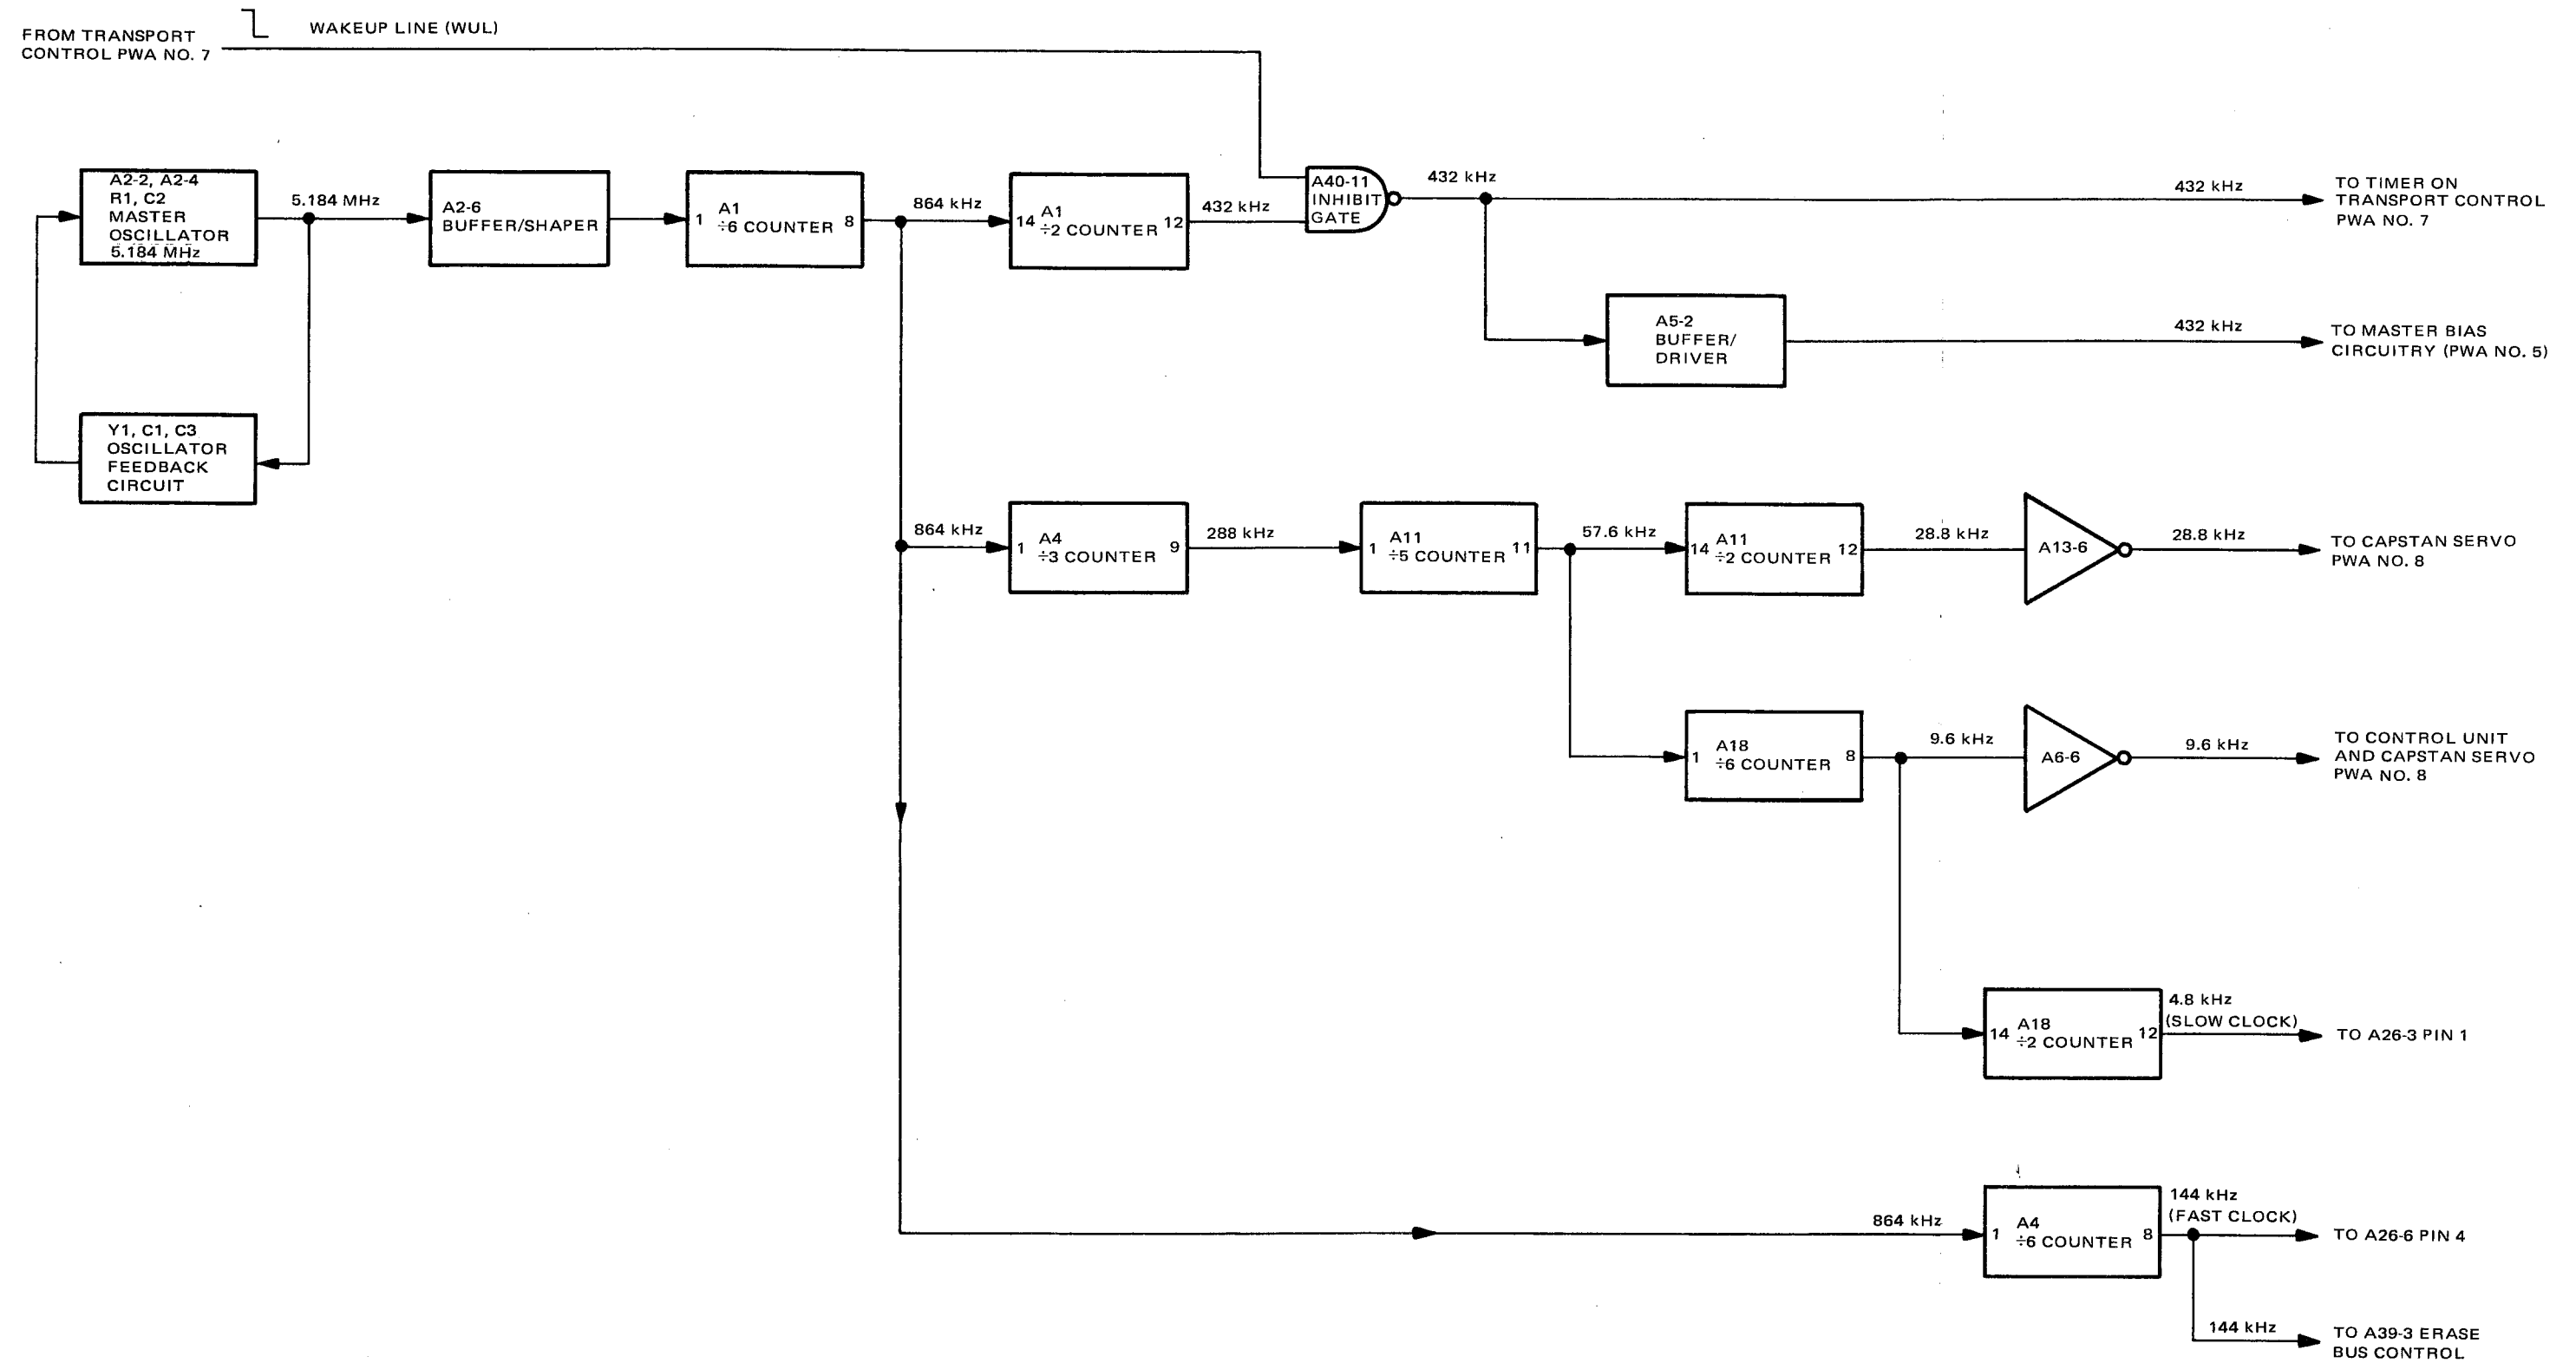 FROM TRANSPORT
CONTROL PWA NO. 7
WAKEUP LINE (WUL)
A2-2, A2-4
R1, C2
MASTER
OSCILLATOR
5.184 MHz
5.184 MHz
A2-6
BUFFER/SHAPER
1
A1
÷6 COUNTER
8
864 kHz
14
A1
÷2 COUNTER
12
432 kHz
A40-11
INHIBIT
GATE
432 kHz
432 kHz
TO TIMER ON
TRANSPORT CONTROL
PWA NO. 7
A5-2
BUFFER/
DRIVER
432 kHz
TO MASTER BIAS
CIRCUITRY (PWA NO. 5)
Y1, C1, C3
OSCILLATOR
FEEDBACK
CIRCUIT
864 kHz
1
A4
÷3 COUNTER
9
288 kHz
1
A11
÷5 COUNTER
11
57.6 kHz
14
A11
÷2 COUNTER
12
28.8 kHz
A13-6
28.8 kHz
TO CAPSTAN SERVO
PWA NO. 8
1
A18
÷6 COUNTER
8
9.6 kHz
A6-6
9.6 kHz
TO CONTROL UNIT
AND CAPSTAN SERVO
PWA NO. 8
14
A18
÷2 COUNTER
12
4.8 kHz
(SLOW CLOCK)
TO A26-3 PIN 1
864 kHz
1
A4
÷6 COUNTER
8
144 kHz
(FAST CLOCK)
TO A26-6 PIN 4
144 kHz
TO A39-3 ERASE
BUS CONTROL